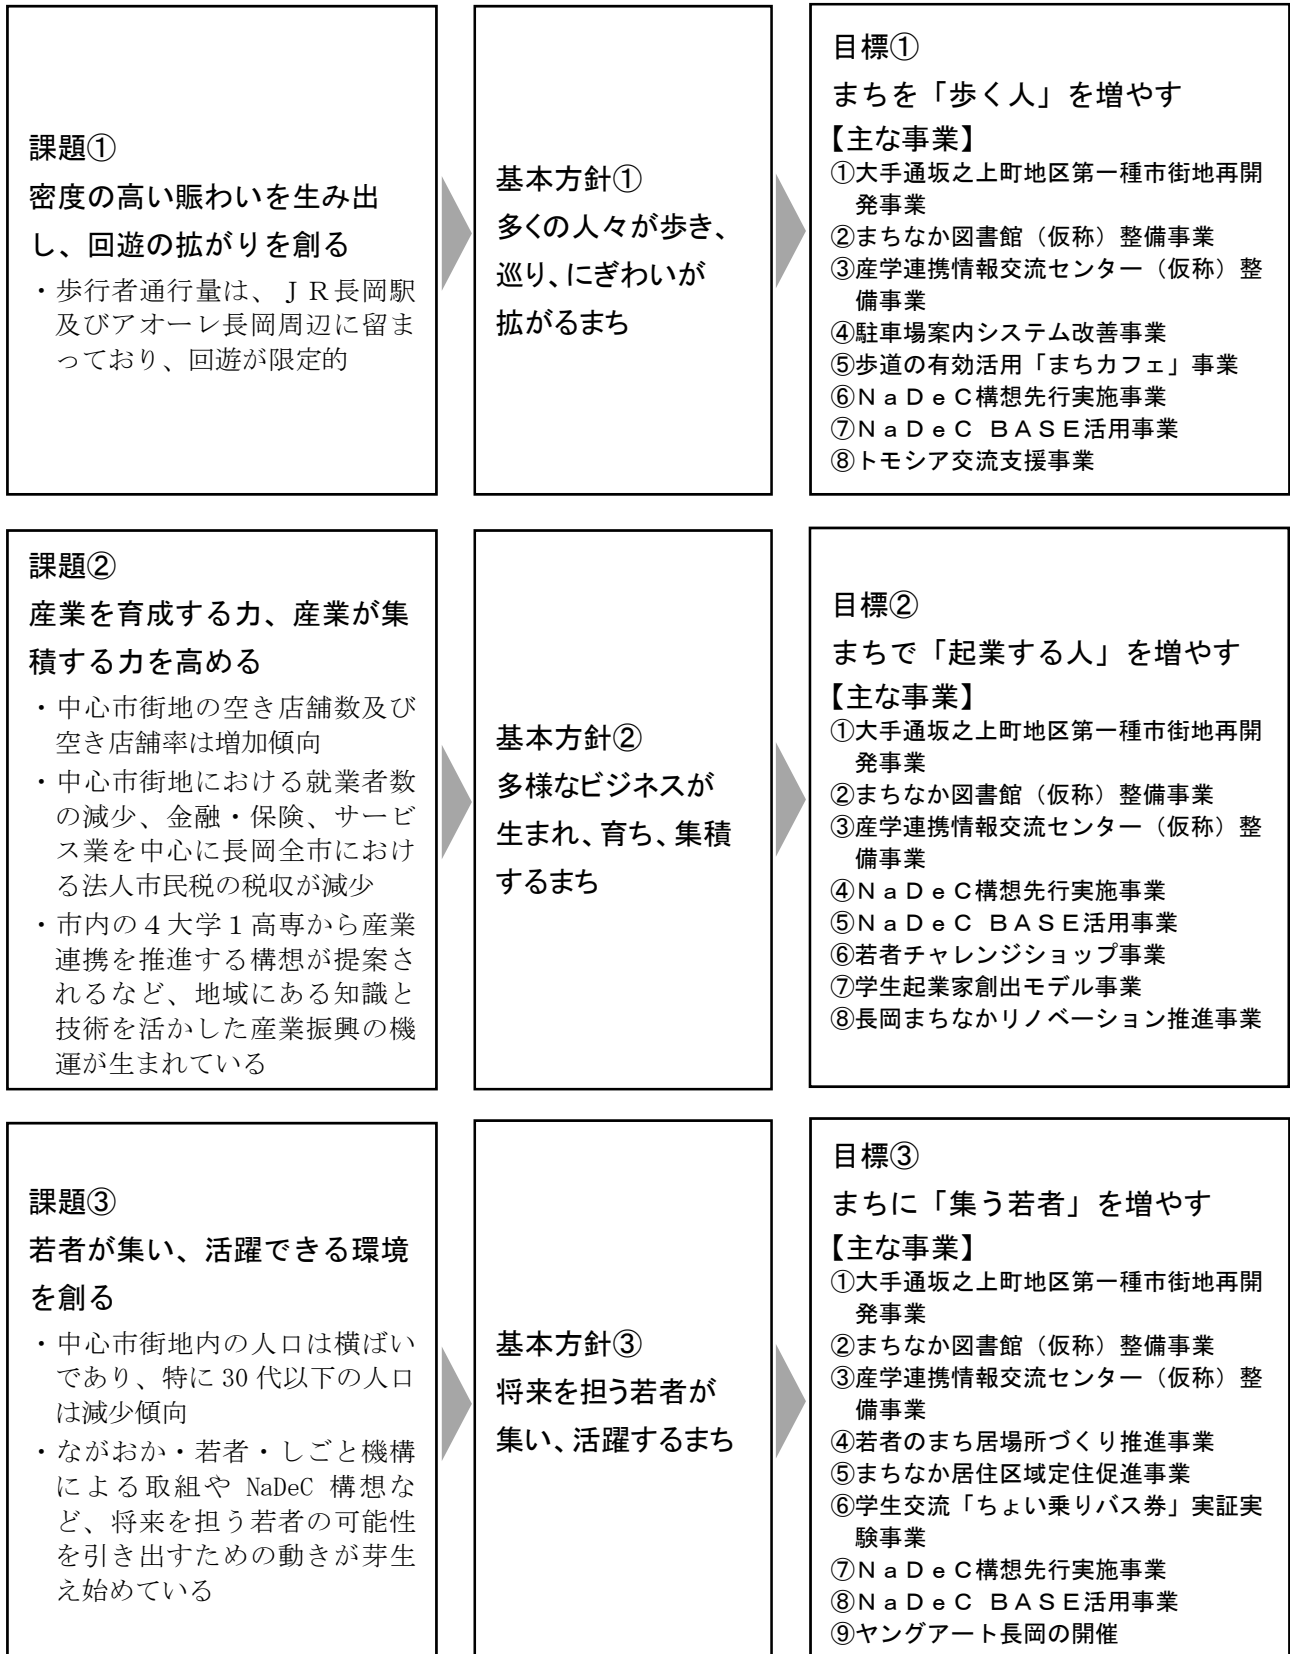 課題①
密度の高い賑わいを生み出
し、回遊の拡がりを創る
・歩行者通行量は、ＪＲ長岡駅
及びアオーレ長岡周辺に留ま
っており、回遊が限定的
基本方針①
多くの人々が歩き、
巡り、にぎわいが
拡がるまち
目標①
まちを「歩く人」を増やす
【主な事業】
①大手通坂之上町地区第一種市街地再開
発事業
②まちなか図書館（仮称）整備事業
③産学連携情報交流センター（仮称）整
備事業
④駐車場案内システム改善事業
⑤歩道の有効活用「まちカフェ」事業
⑥ＮａＤｅＣ構想先行実施事業
⑦ＮａＤｅＣ ＢＡＳＥ活用事業
⑧トモシア交流支援事業
課題②
産業を育成する力、産業が集
積する力を高める
・中心市街地の空き店舗数及び
空き店舗率は増加傾向
・中心市街地における就業者数
の減少、金融・保険、サービ
ス業を中心に長岡全市におけ
る法人市民税の税収が減少
・市内の４大学１高専から産業
連携を推進する構想が提案さ
れるなど、地域にある知識と
技術を活かした産業振興の機
運が生まれている
基本方針②
多様なビジネスが
生まれ、育ち、集積
するまち
目標②
まちで「起業する人」を増やす
【主な事業】
①大手通坂之上町地区第一種市街地再開
発事業
②まちなか図書館（仮称）整備事業
③産学連携情報交流センター（仮称）整
備事業
④ＮａＤｅＣ構想先行実施事業
⑤ＮａＤｅＣ ＢＡＳＥ活用事業
⑥若者チャレンジショップ事業
⑦学生起業家創出モデル事業
⑧長岡まちなかリノベーション推進事業
課題③
若者が集い、活躍できる環境
を創る
・中心市街地内の人口は横ばい
であり、特に 30 代以下の人口
は減少傾向
・ながおか・若者・しごと機構
による取組や NaDeC 構想な
ど、将来を担う若者の可能性
を引き出すための動きが芽生
え始めている
基本方針③
将来を担う若者が
集い、活躍するまち
目標③
まちに「集う若者」を増やす
【主な事業】
①大手通坂之上町地区第一種市街地再開
発事業
②まちなか図書館（仮称）整備事業
③産学連携情報交流センター（仮称）整
備事業
④若者のまち居場所づくり推進事業
⑤まちなか居住区域定住促進事業
⑥学生交流「ちょい乗りバス券」実証実
験事業
⑦ＮａＤｅＣ構想先行実施事業
⑧ＮａＤｅＣ ＢＡＳＥ活用事業
⑨ヤングアート長岡の開催